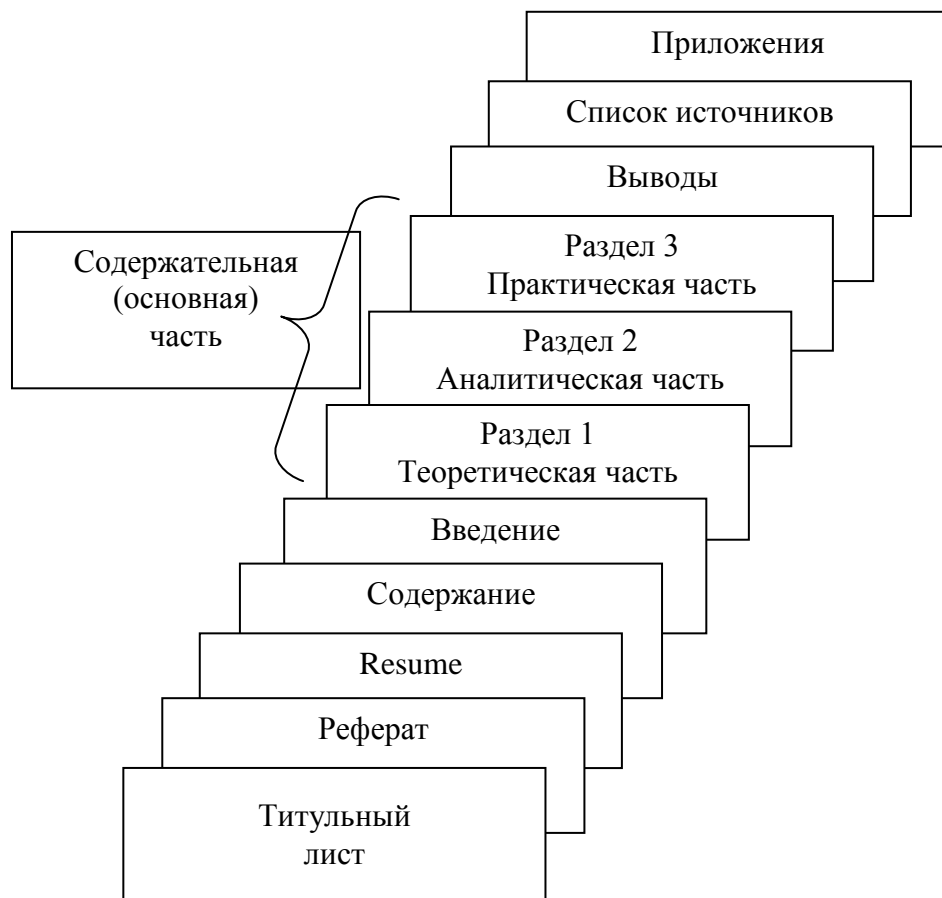 Приложения
Список источников
Выводы
Раздел 3
Практическая часть
Содержательная
(основная)
часть
Раздел 2
Аналитическая часть
Раздел 1
Теоретическая часть
Введение
Содержание
Resume
Реферат
Титульный
лист